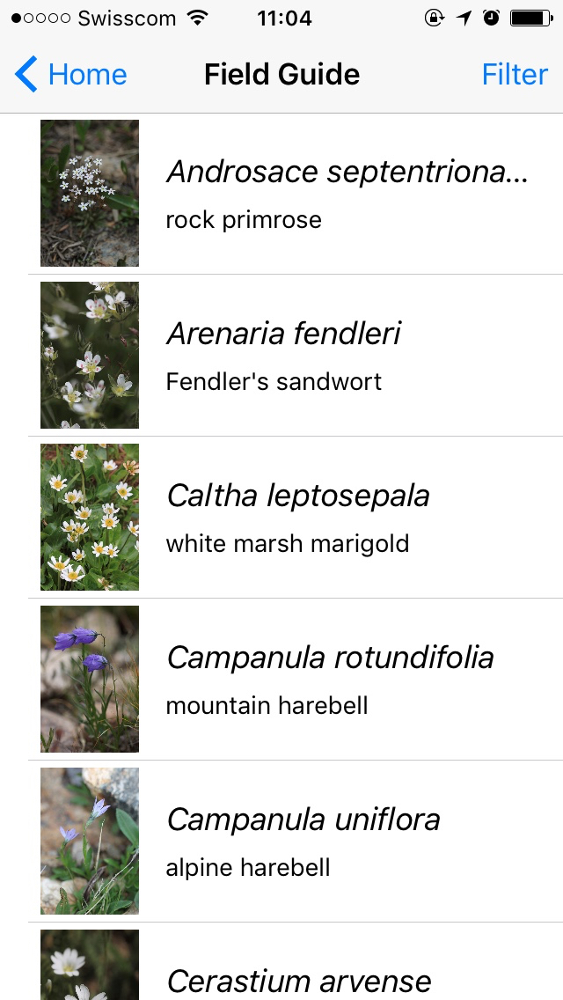 Swisscom 11:04
Home Field Guide Filter
Androsace septentriona...
rock primrose
Arenaria fendleri
Fendler's sandwort
Caltha leptosepala
white marsh marigold
Campanula rotundifolia
mountain harebell
Campanula uniflora
alpine harebell
Cerastium arvense